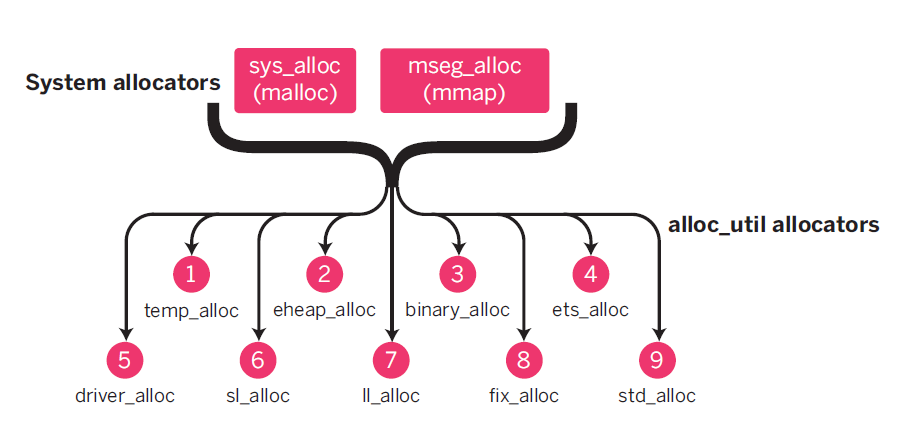 System allocators
sys_alloc
(malloc)
mseg_alloc
(mmap)
alloc_util allocators
1
temp_alloc
2
eheap_alloc
3
binary_alloc
4
ets_alloc
5
driver_alloc
6
sl_alloc
7
ll_alloc
8
fix_alloc
9
std_alloc